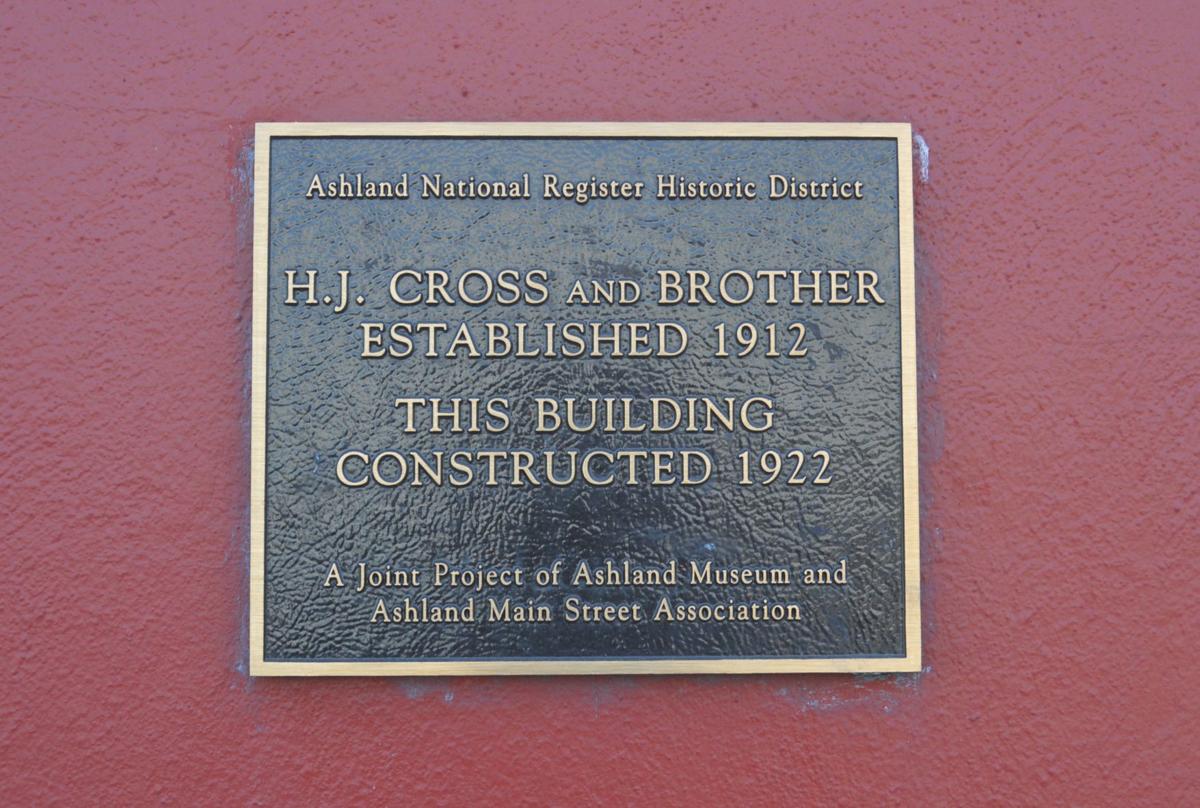 Ashland National Register Historic District
H.J. CROSS AND BROTHER
ESTABLISHED 1912
THIS BUILDING
CONSTRUCTED 1922
A Joint Project of Ashland Museum and
Ashland Main Street Association